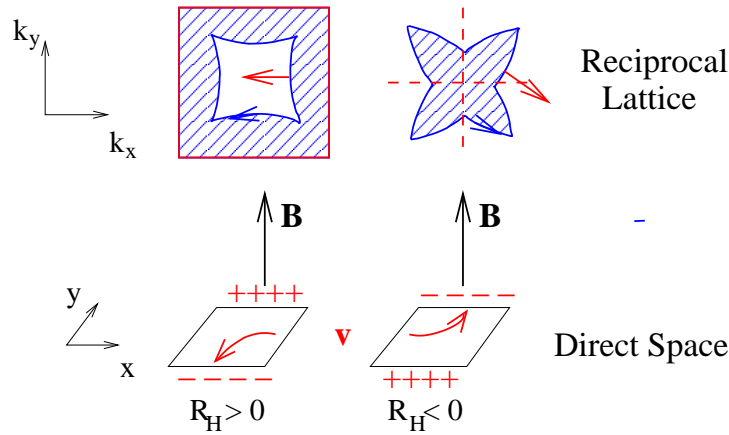 k_y
k_x
Reciprocal
Lattice
B
B
y
x
++++
− − − −
v
− − − −
++++
Direct Space
R_H > 0
R_H < 0